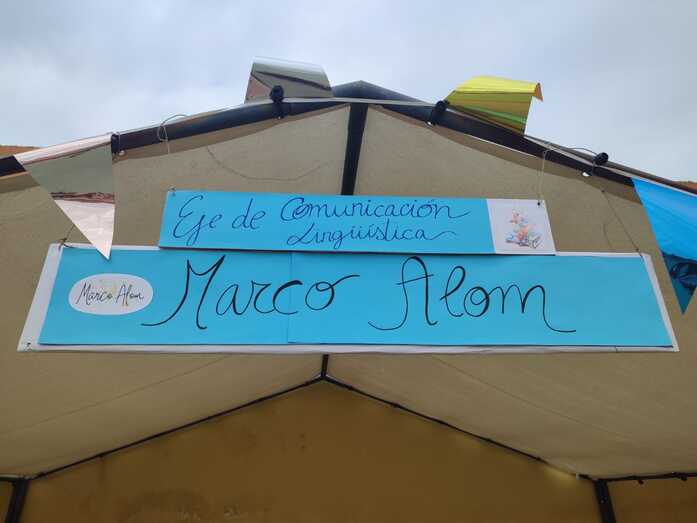 Eje de Comunicación
Lingüística
Marco Alom
Marco Alom